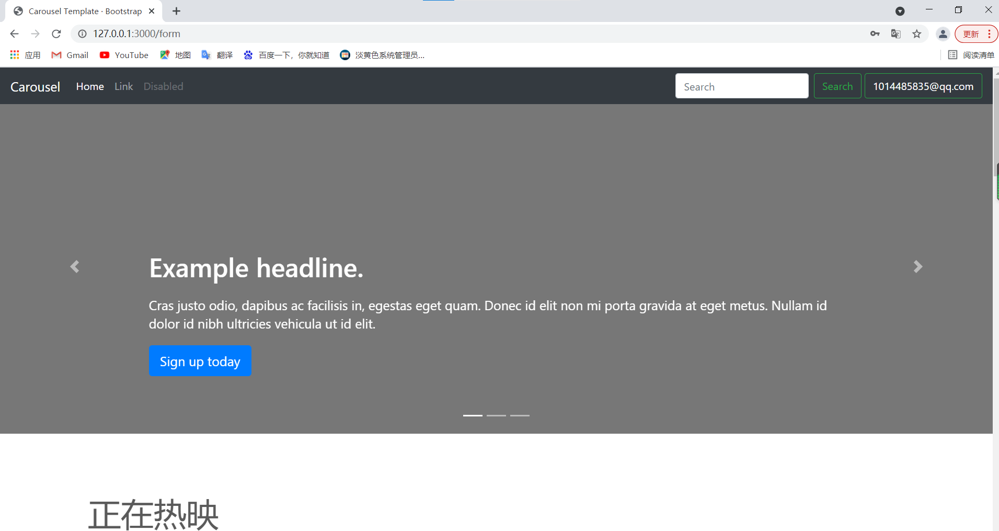 Carousel Template · Bootstrap
127.0.0.1:3000/form
更新
应用 Gmail YouTube 地图 翻译 百度一下，你就知道 淡黄色系统管理员... 阅读清单
Carousel Home Link Disabled Search Search 1014485835@qq.com
Example headline.
Cras justo odio, dapibus ac facilisis in, egestas eget quam. Donec id elit non mi porta gravida at eget metus. Nullam id
dolor id nibh ultricies vehicula ut id elit.
Sign up today
正在热映